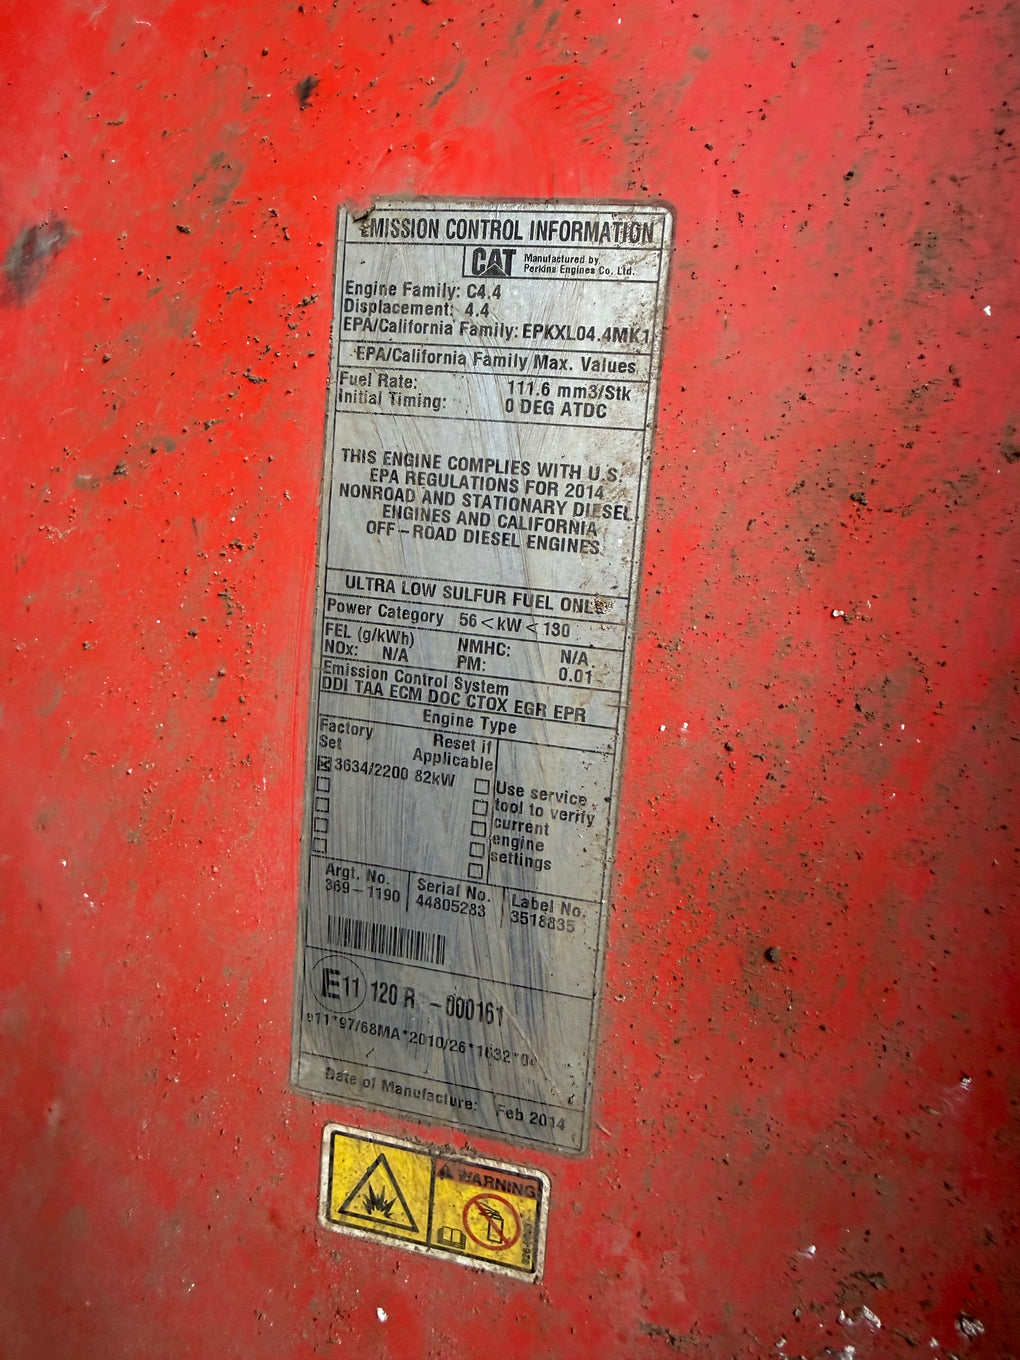 EMISSION CONTROL INFORMATION
CAT Manufactured by
Perkins Engines Co. Ltd.
Engine Family: C4.4
Displacement: 4.4
EPA/California Family: EPKXL04.4MK1
EPA/California Family Max. Values
Fuel Rate: 111.6 mm3/Stk
Initial Timing: 0 DEG ATDC
THIS ENGINE COMPLIES WITH U.S.
EPA REGULATIONS FOR 2014
NONROAD AND STATIONARY DIESEL
ENGINES AND CALIFORNIA
OFF-ROAD DIESEL ENGINES
ULTRA LOW SULFUR FUEL ONLY
Power Category 56<kW<130
FEL (g/kWh) NMHC: N/A
NOx: N/A PM: 0.01
Emission Control System
DDI TAA ECM DOC CTOX EGR EPR
Engine Type
Factory Set
Reset if Applicable
3634/2200 82kW
Use service
tool to verify
current
engine
settings
Argt. No. Serial No. Label No.
369-1190 44805283 3518835
E11 120 R -000161
e11*97/68MA*2010/26*1632*0
Date of Manufacture: Feb 2014
WARNING